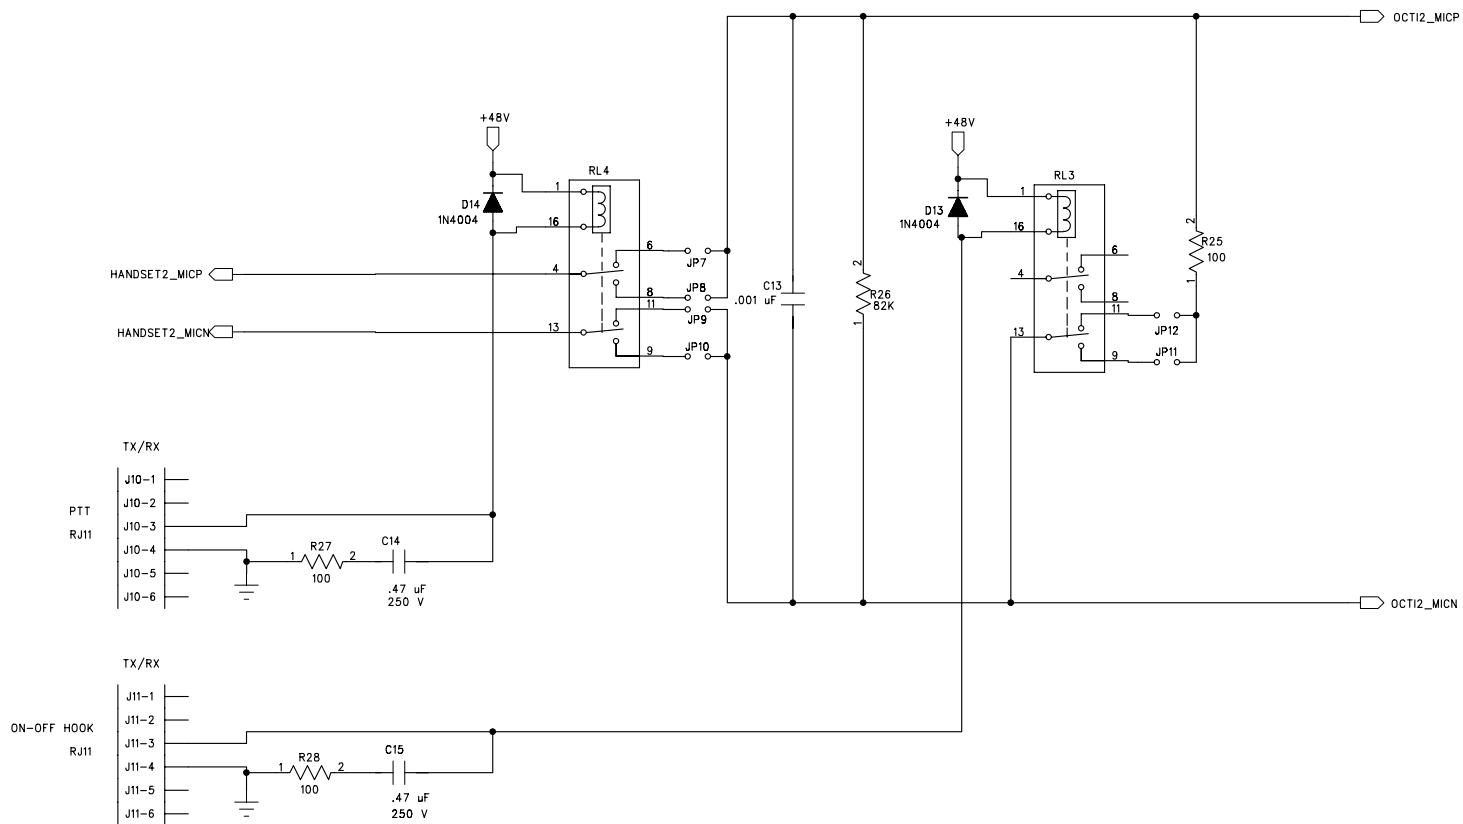 OCTI2_MICP
+48V
+48V
RL4
RL3
1
1
2
D14
1N4004
D13
1N4004
16
16
6
6
R25
100
JP7
HANDSET2_MICP
4
4
2
1
JP8
8
8
C13
.001 uF
R26
82K
11
11
JP9
1
HANDSET2_MICN
13
13
JP12
JP10
9
9
JP11
TX/RX
J10-1
J10-2
PTT
J10-3
RJ11
J10-4
J10-5
J10-6
R27
1
2
100
C14
.47 uF
250 V
OCTI2_MICN
TX/RX
J11-1
J11-2
ON-OFF HOOK
J11-3
RJ11
J11-4
J11-5
J11-6
R28
1
2
100
C15
.47 uF
250 V